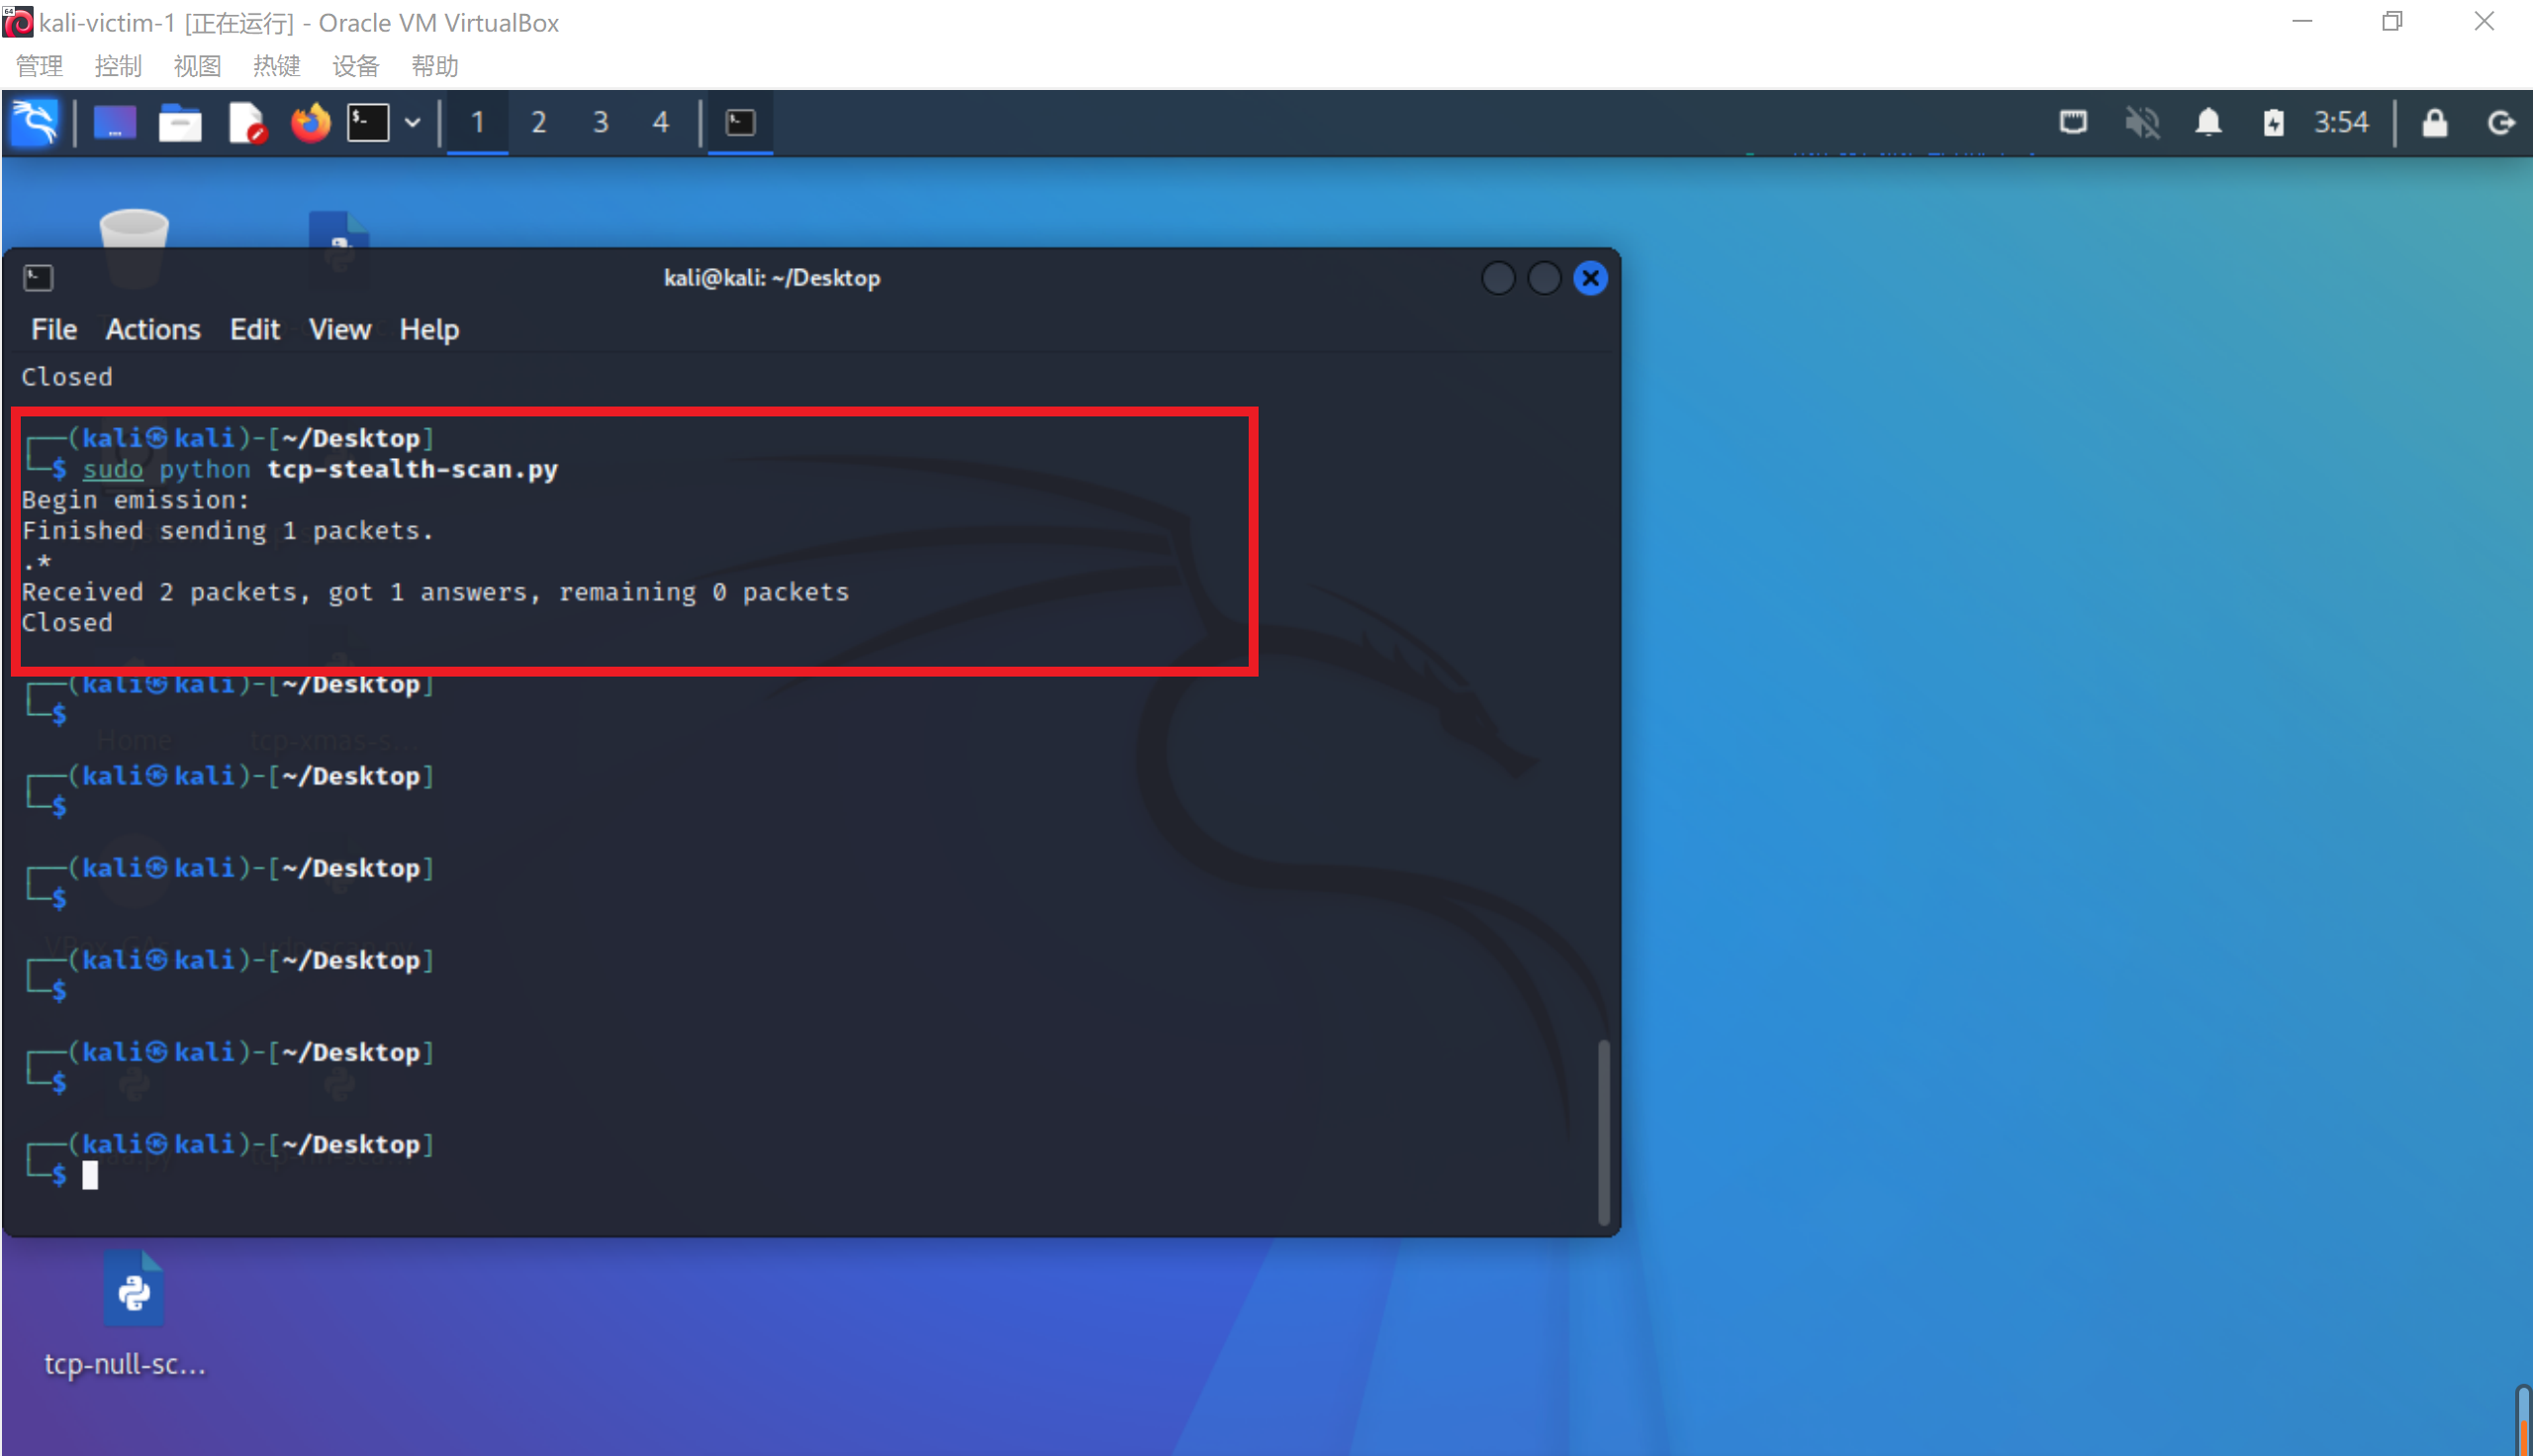 kali-victim-1 [正在运行] - Oracle VM VirtualBox
管理 控制 视图 热键 设备 帮助
1 2 3 4 3:54
kali@kali: ~/Desktop
File Actions Edit View Help
Closed
┌──(kali㉿kali)-[~/Desktop]
└─$ sudo python tcp-stealth-scan.py
Begin emission:
Finished sending 1 packets.
.*
Received 2 packets, got 1 answers, remaining 0 packets
Closed
┌──(kali㉿kali)-[~/Desktop]
└─$
Home tcp-xmas-s...
┌──(kali㉿kali)-[~/Desktop]
└─$
┌──(kali㉿kali)-[~/Desktop]
└─$
┌──(kali㉿kali)-[~/Desktop]
└─$
┌──(kali㉿kali)-[~/Desktop]
└─$
┌──(kali㉿kali)-[~/Desktop]
└─$
tcp-null-sc...